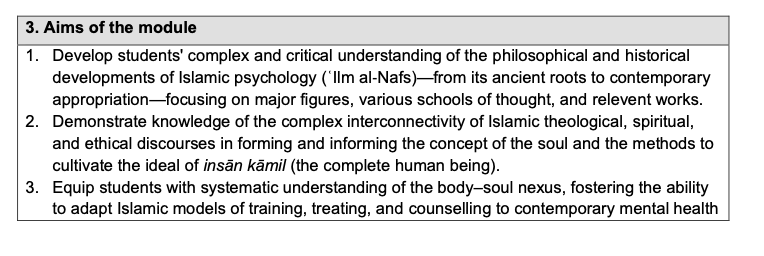 3. Aims of the module
1. Develop students' complex and critical understanding of the philosophical and historical
developments of Islamic psychology (ʿIlm al-Nafs)—from its ancient roots to contemporary
appropriation—focusing on major figures, various schools of thought, and relevent works.
2. Demonstrate knowledge of the complex interconnectivity of Islamic theological, spiritual,
and ethical discourses in forming and informing the concept of the soul and the methods to
cultivate the ideal of insān kāmil (the complete human being).
3. Equip students with systematic understanding of the body–soul nexus, fostering the ability
to adapt Islamic models of training, treating, and counselling to contemporary mental health